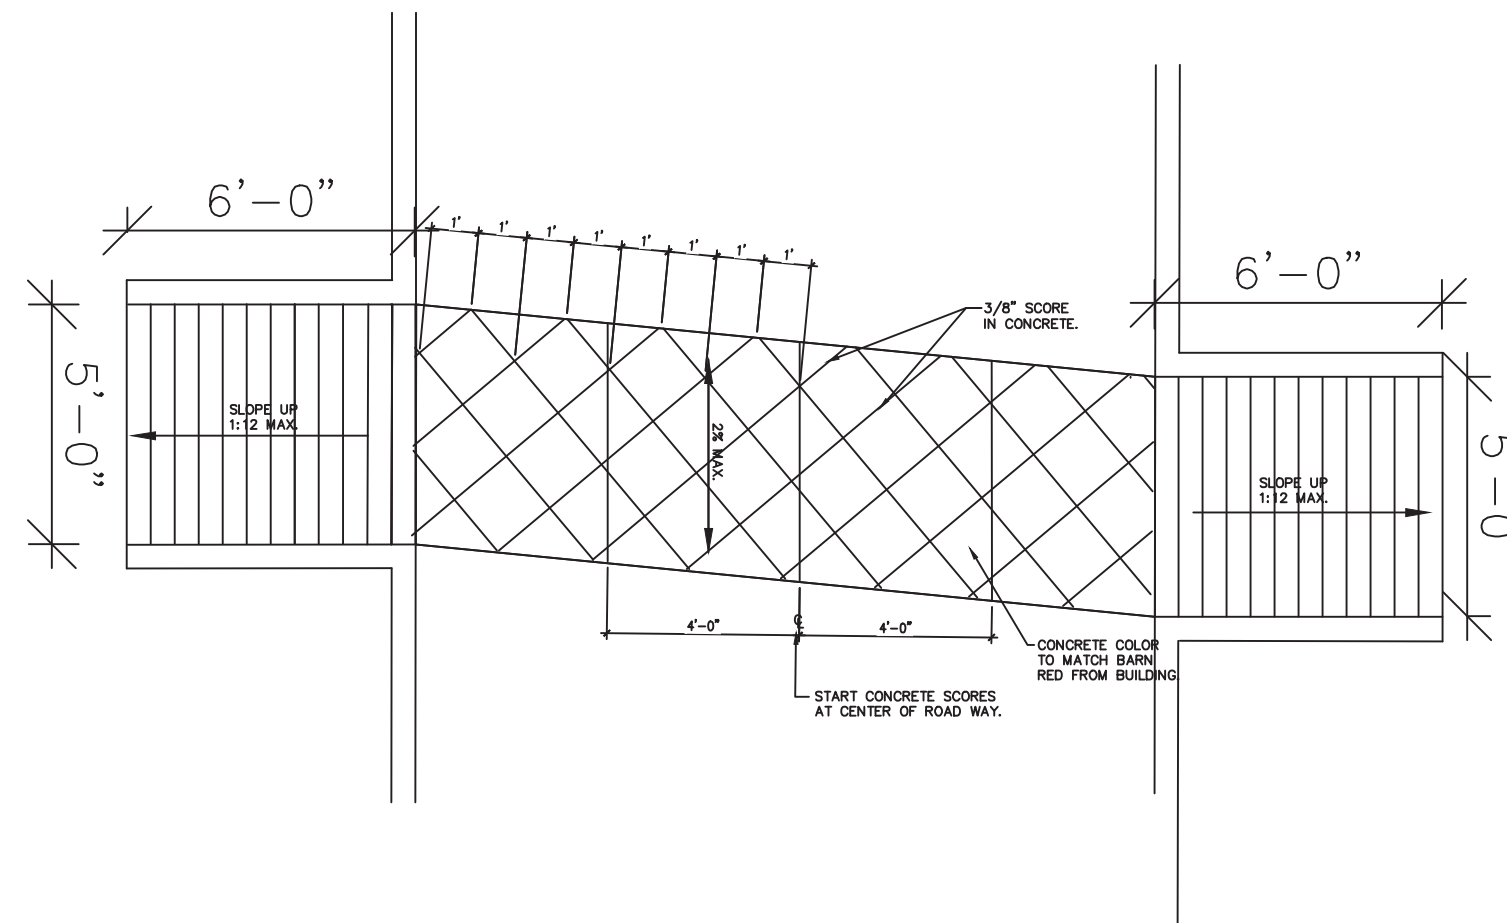 6'-0"
1'
1'
1'
1'
1'
1'
1'
1'
6'-0"
3/8" SCORE
IN CONCRETE.
5'-0"
SLOPE UP
1:12 MAX.
2% MAX.
5'-0
SLOPE UP
1:12 MAX.
4'-0"
℄
4'-0"
CONCRETE COLOR
TO MATCH BARN
RED FROM BUILDING.
START CONCRETE SCORES
AT CENTER OF ROAD WAY.